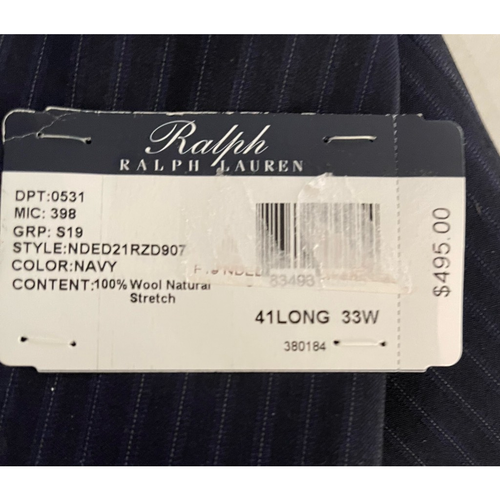 Ralph
RALPH LAUREN
DPT:0531
MIC: 398
GRP: S19
STYLE:NDED21RZD907
COLOR:NAVY
CONTENT:100% Wool Natural
Stretch
83493
41LONG 33W
380184
$495.00